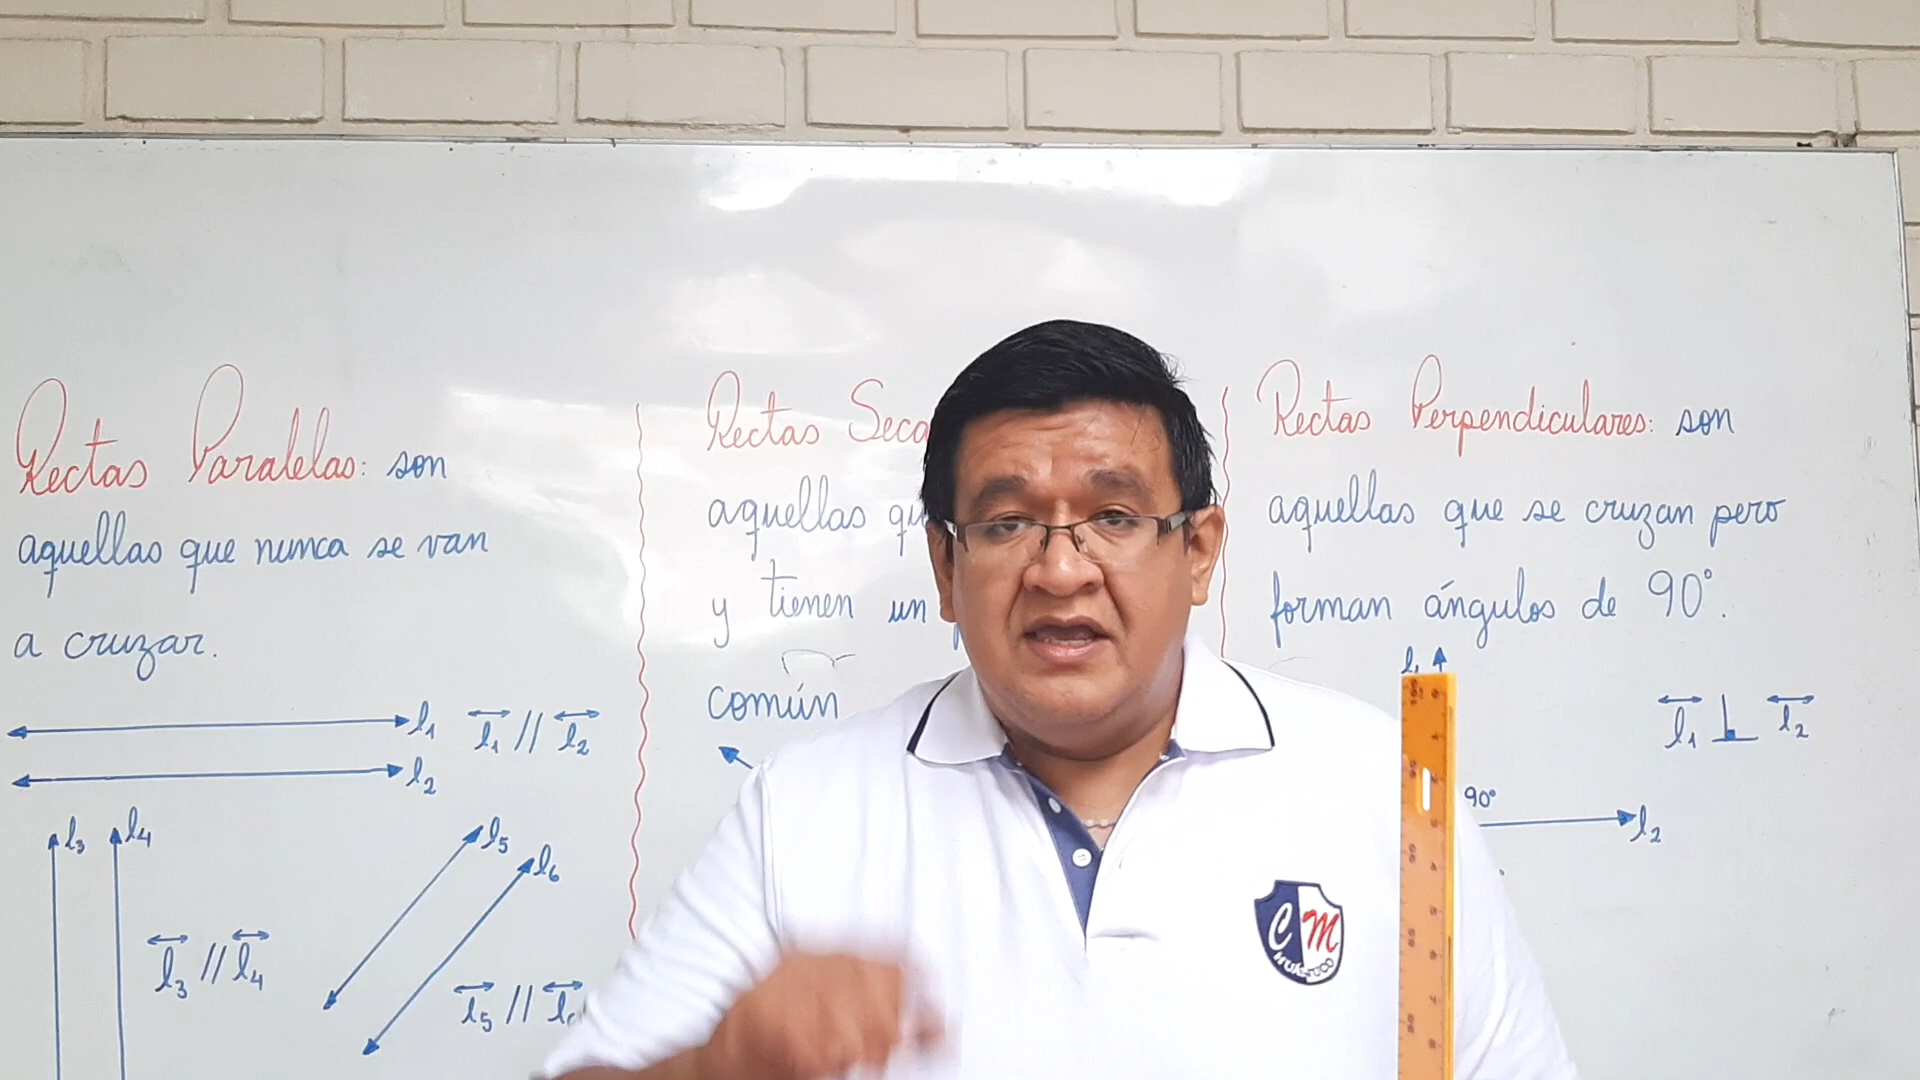 Rectas Paralelas: son
aquellas que nunca se van
a cruzar.
l1
l1 // l2
l2
l3
l4
l3 // l4
l5
l6
l5 // l
Rectas Seca
aquellas qu
y tienen un
común
Rectas Perpendiculares: son
aquellas que se cruzan pero
forman ángulos de 90°.
l1
l1 ⊥ l2
90°
l2
CM
HUÁNUCO